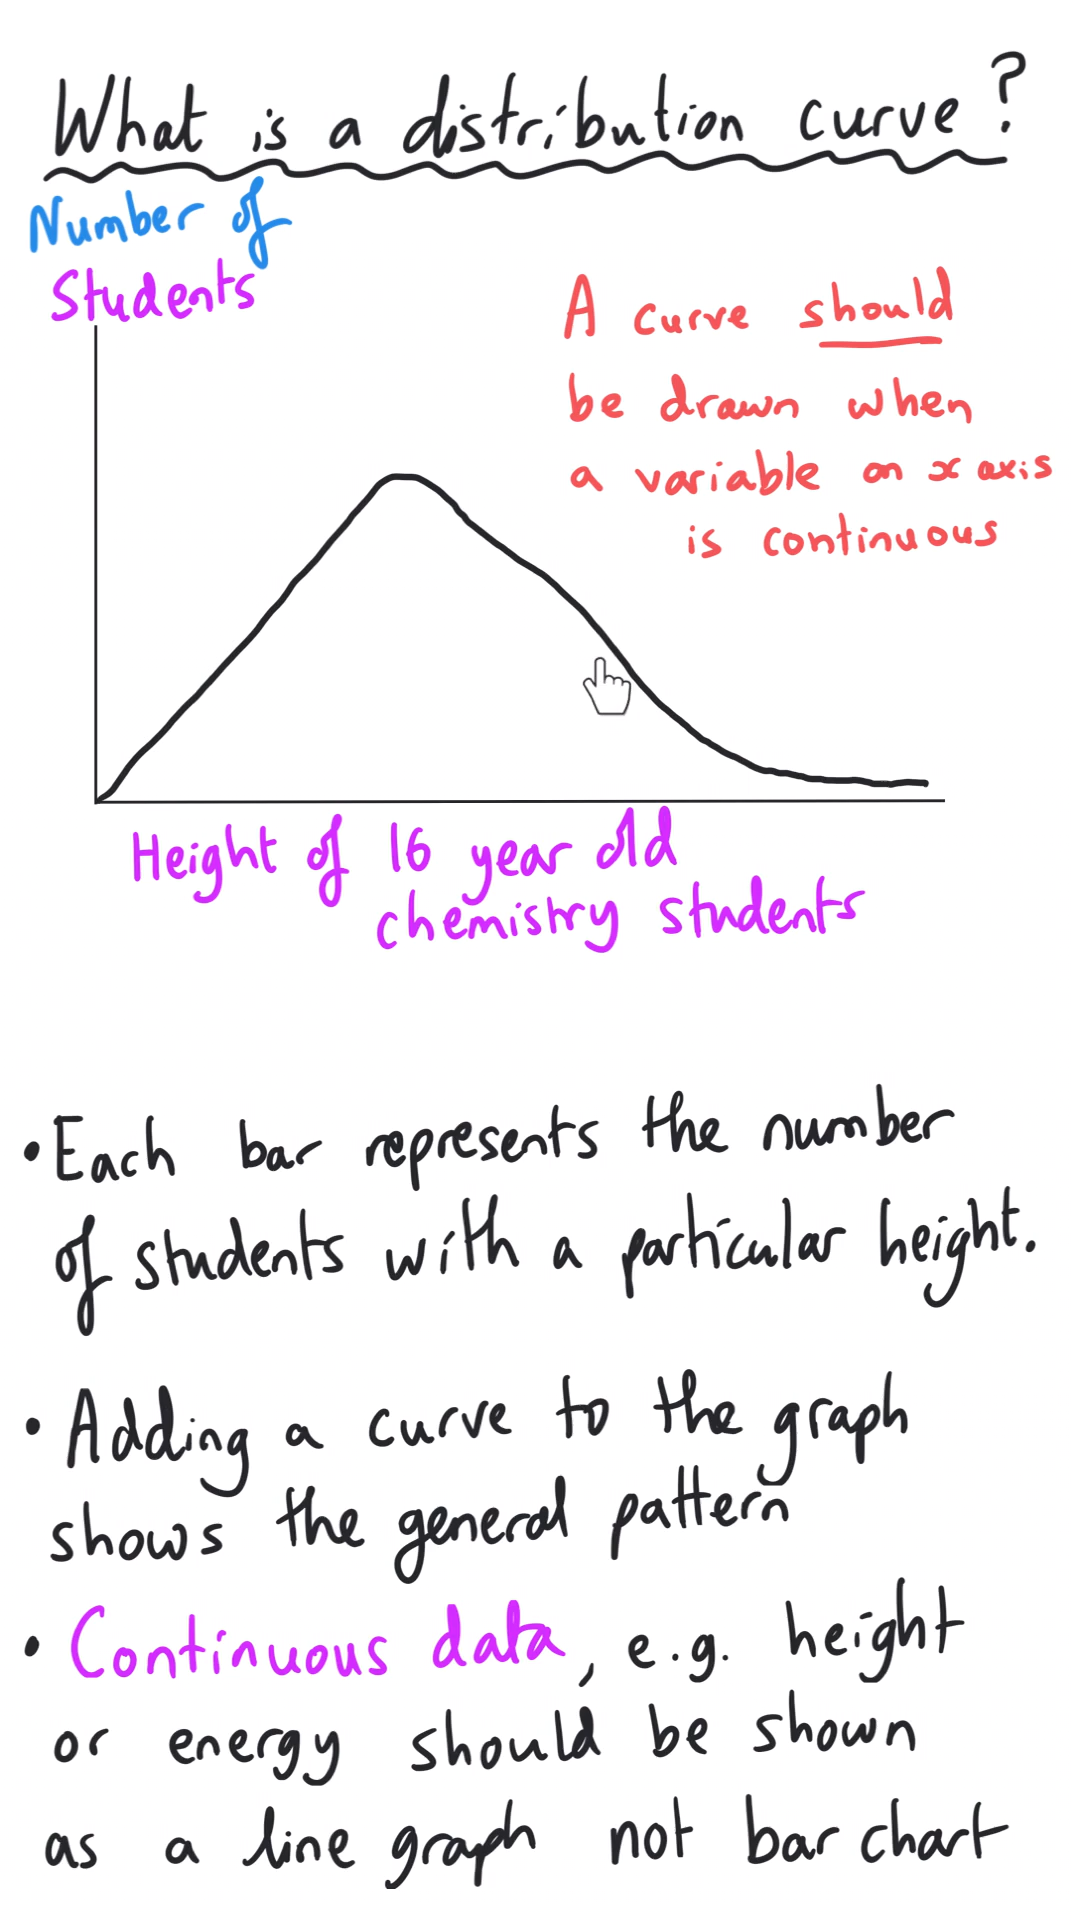 What is a distribution curve?
Number of
Students
A curve should
be drawn when
a variable on x axis
is continuous
Height of 16 year old
chemistry students
• Each bar represents the number
of students with a particular height.
• Adding a curve to the graph
shows the general pattern
• Continuous data, e.g. height
or energy should be shown
as a line graph not bar chart